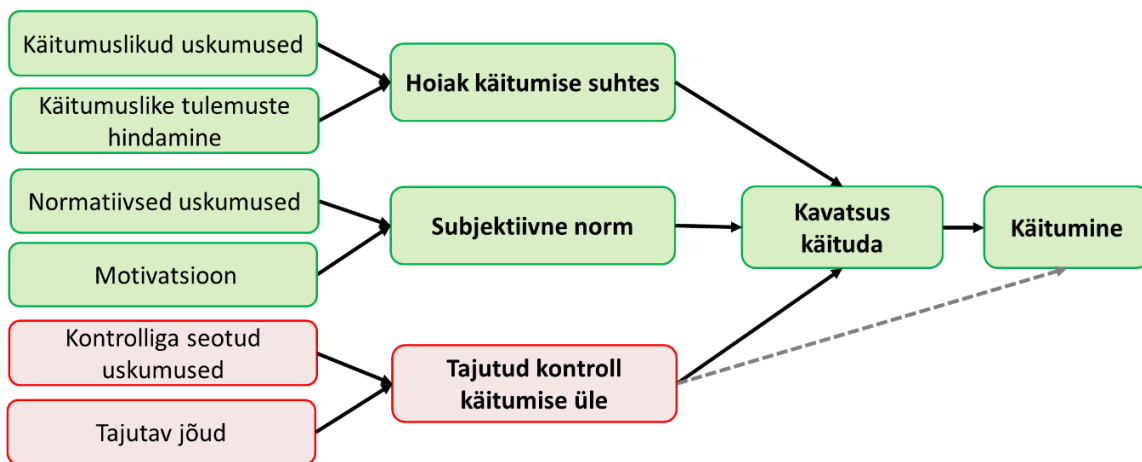 Käitumuslikud uskumused
Käitumuslike tulemuste
hindamine
Normatiivsed uskumused
Motivatsioon
Kontrolliga seotud
uskumused
Tajutav jõud
Hoiak käitumise suhtes
Subjektiivne norm
Tajutud kontroll
käitumise üle
Kavatsus
käituda
Käitumine